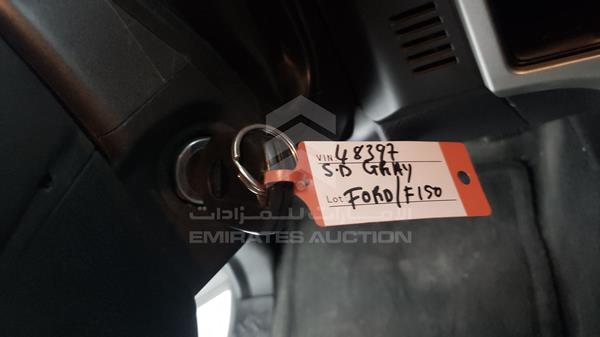 VIN 48397
S.D GRAY
Lot FORD/F150
الإمارات للمزادات
EMIRATES AUCTION